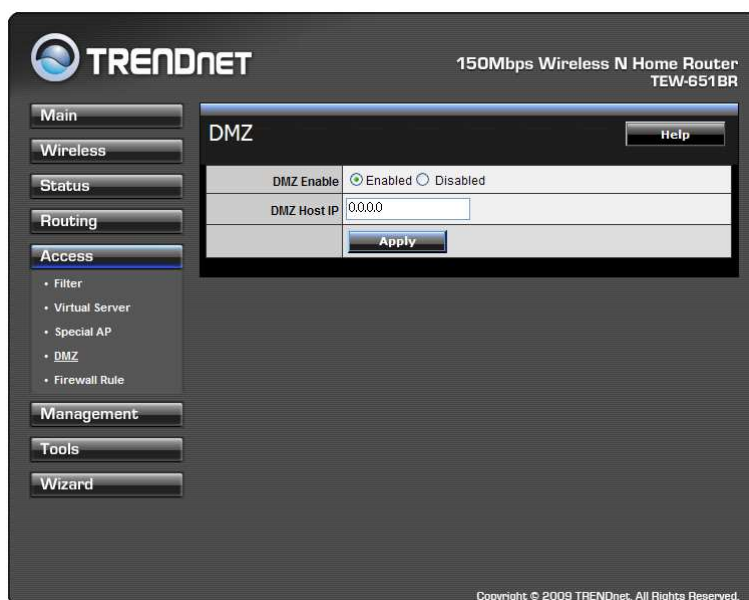 TRENDNET
150Mbps Wireless N Home Router
TEW-651BR
Main
Wireless
Status
Routing
Access
• Filter
• Virtual Server
• Special AP
• DMZ
• Firewall Rule
Management
Tools
Wizard
DMZ
Help
DMZ Enable Enabled Disabled
DMZ Host IP 0.0.0.0
Apply
Copyright © 2009 TRENDnet. All Rights Reserved.